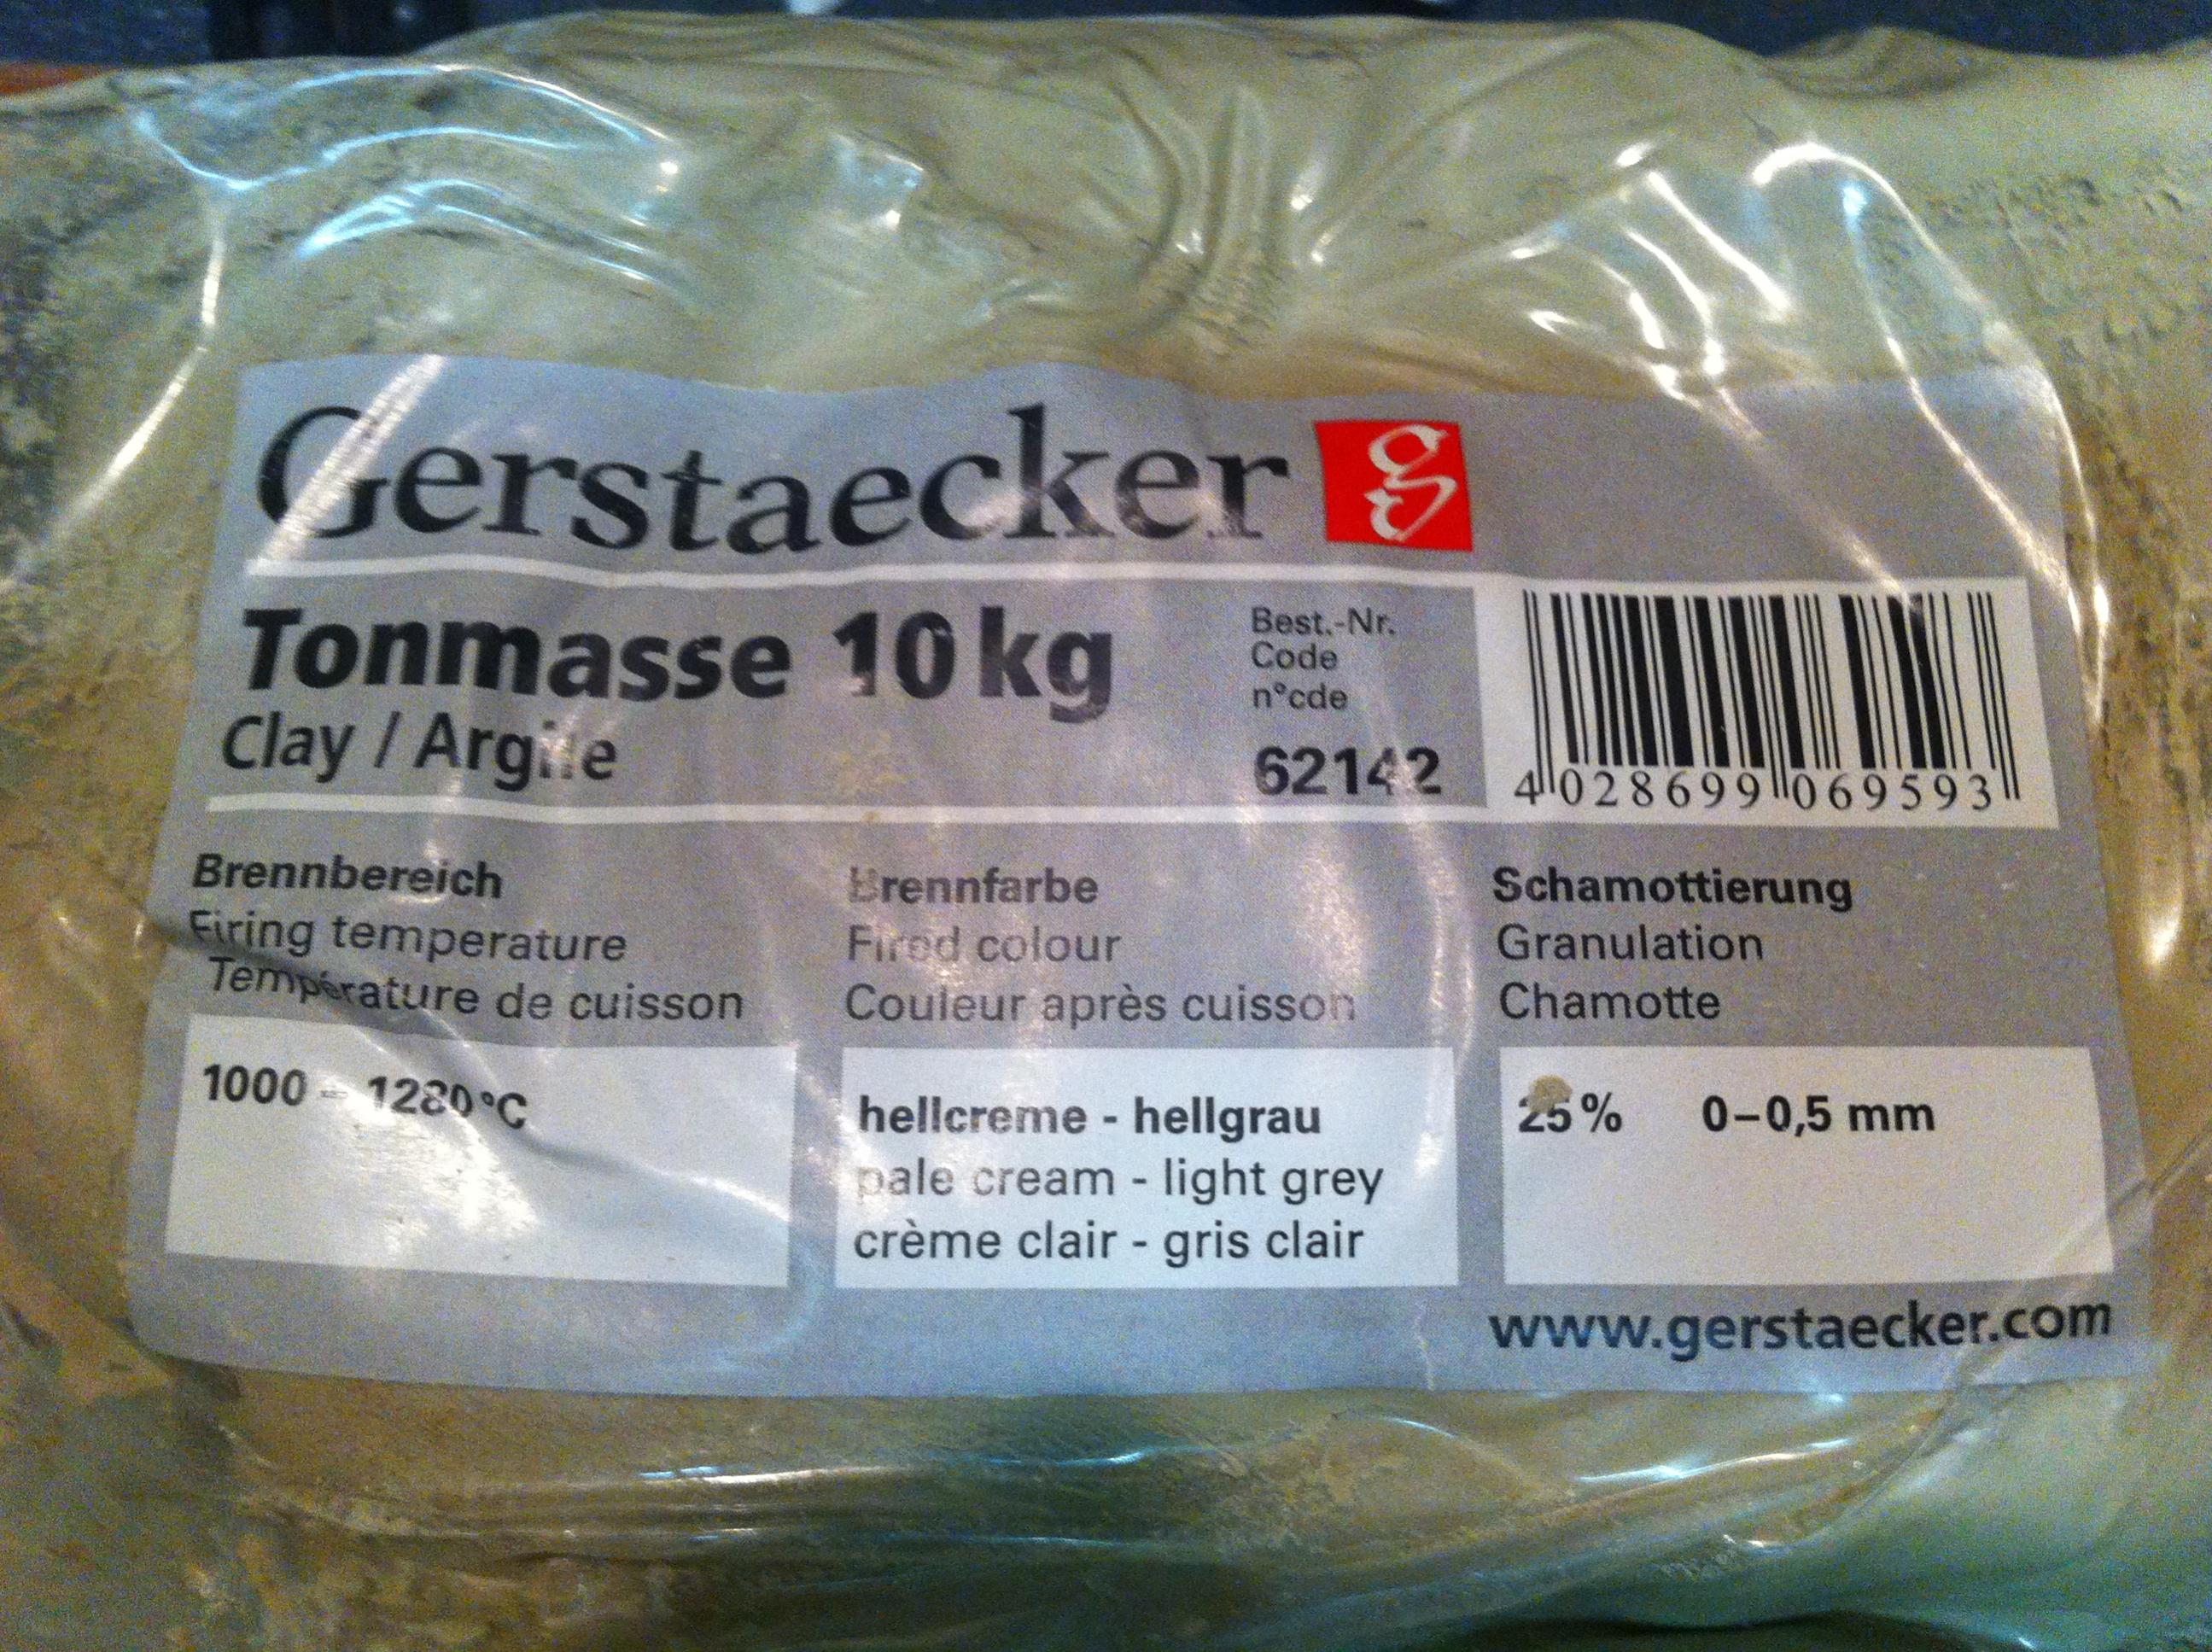 Gerstaecker g
Tonmasse 10 kg
Clay / Argile
Best.-Nr.
Code
n°cde
62142
4 028699 069593
Brennbereich
Firing temperature
Température de cuisson
1000 – 1280 °C
Brennfarbe
Fired colour
Couleur après cuisson
hellcreme - hellgrau
pale cream - light grey
crème clair - gris clair
Schamottierung
Granulation
Chamotte
25 % 0–0,5 mm
www.gerstaecker.com